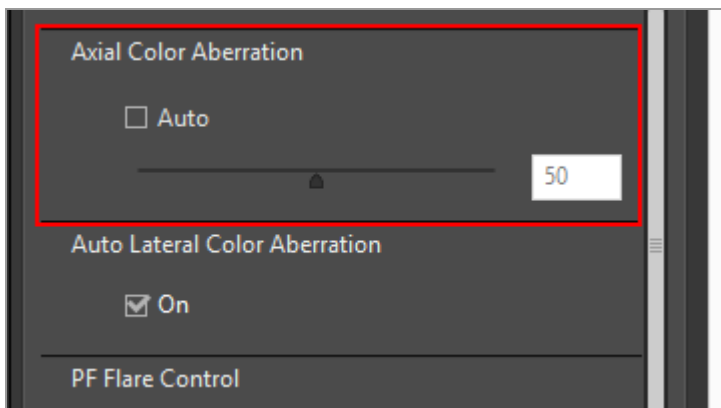 Axial Color Aberration
Auto
50
Auto Lateral Color Aberration
On
PF Flare Control